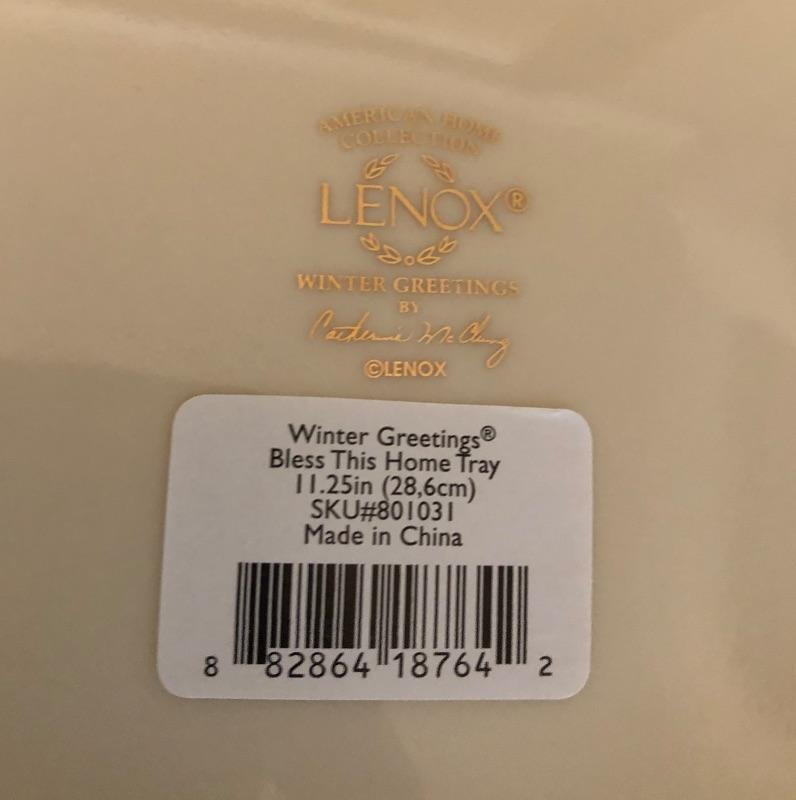 AMERICAN HOME
COLLECTION
LENOX®
WINTER GREETINGS
BY
Catherine McClung
©LENOX
Winter Greetings®
Bless This Home Tray
11.25in (28,6cm)
SKU#801031
Made in China
8 82864 18764 2